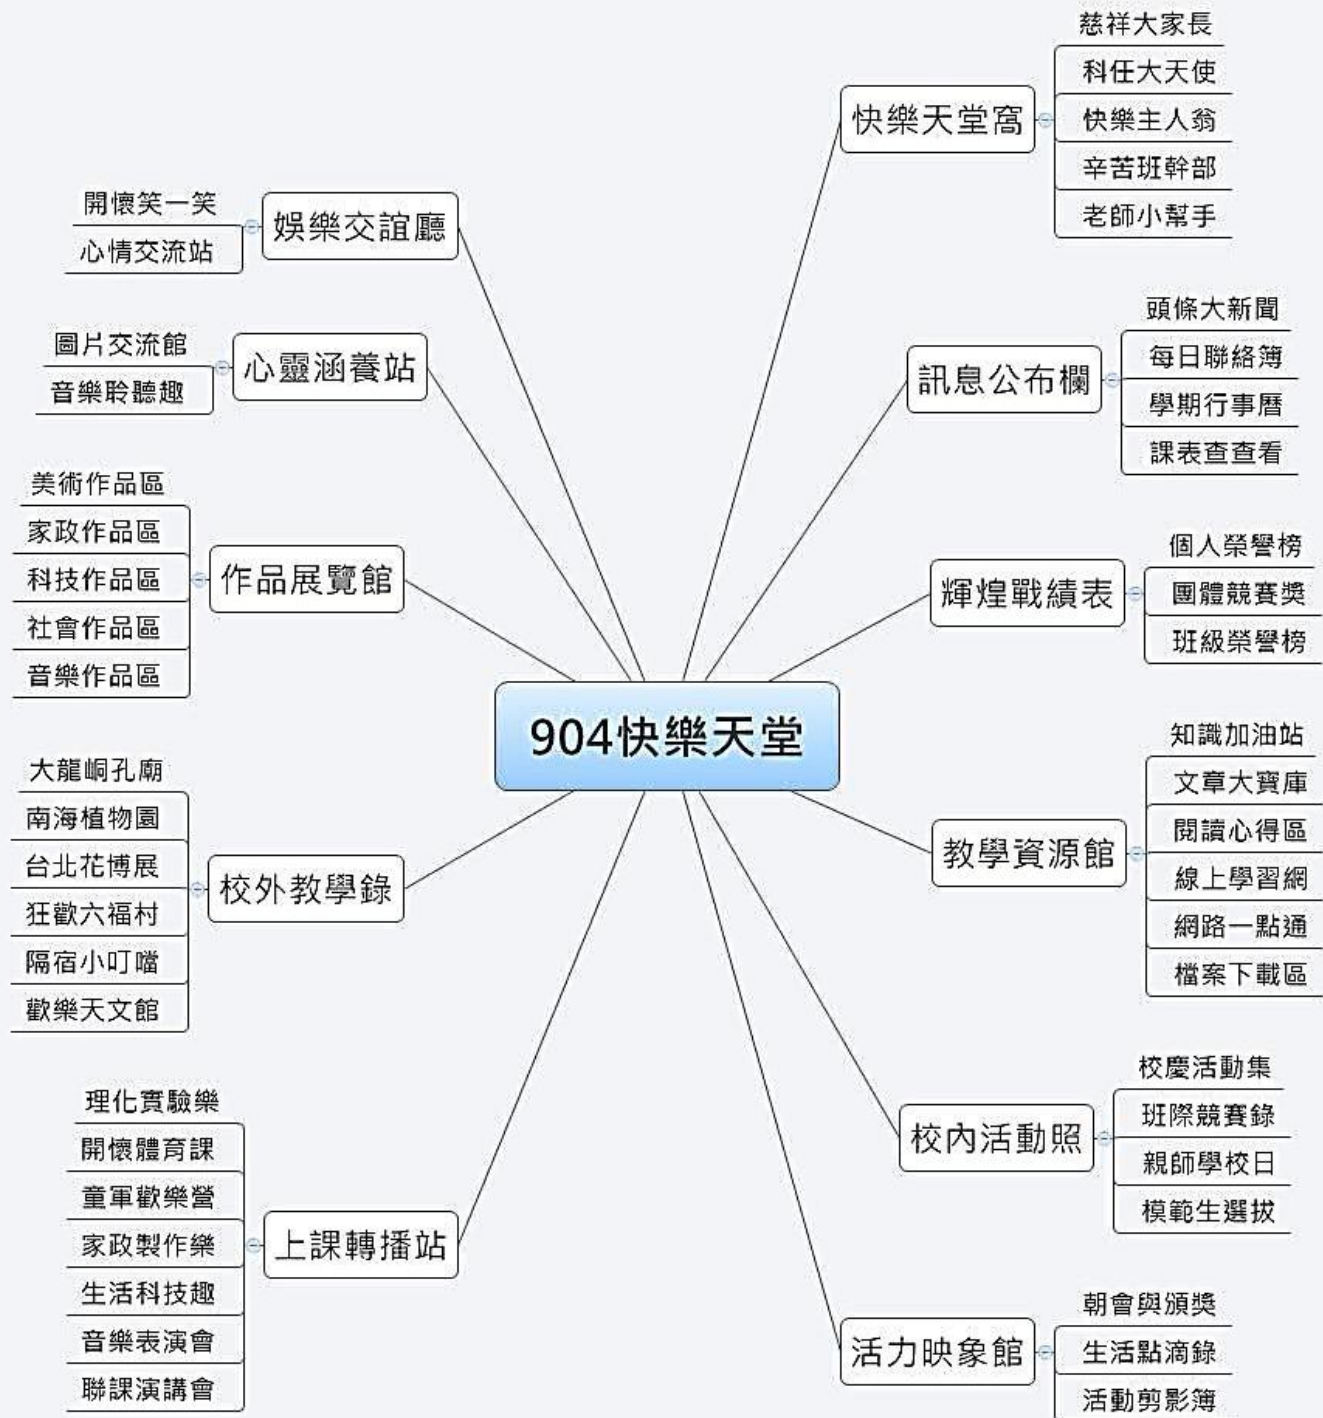 904快樂天堂
快樂天堂窩
慈祥大家長
科任大天使
快樂主人翁
辛苦班幹部
老師小幫手
訊息公布欄
頭條大新聞
每日聯絡簿
學期行事曆
課表查查看
輝煌戰績表
個人榮譽榜
團體競賽獎
班級榮譽榜
教學資源館
知識加油站
文章大寶庫
閱讀心得區
線上學習網
網路一點通
檔案下載區
校內活動照
校慶活動集
班際競賽錄
親師學校日
模範生選拔
活力映象館
朝會與頒獎
生活點滴錄
活動剪影簿
娛樂交誼廳
開懷笑一笑
心情交流站
心靈涵養站
圖片交流館
音樂聆聽趣
作品展覽館
美術作品區
家政作品區
科技作品區
社會作品區
音樂作品區
校外教學錄
大龍峒孔廟
南海植物園
台北花博展
狂歡六福村
隔宿小叮噹
歡樂天文館
上課轉播站
理化實驗樂
開懷體育課
童軍歡樂營
家政製作樂
生活科技趣
音樂表演會
聯課演講會